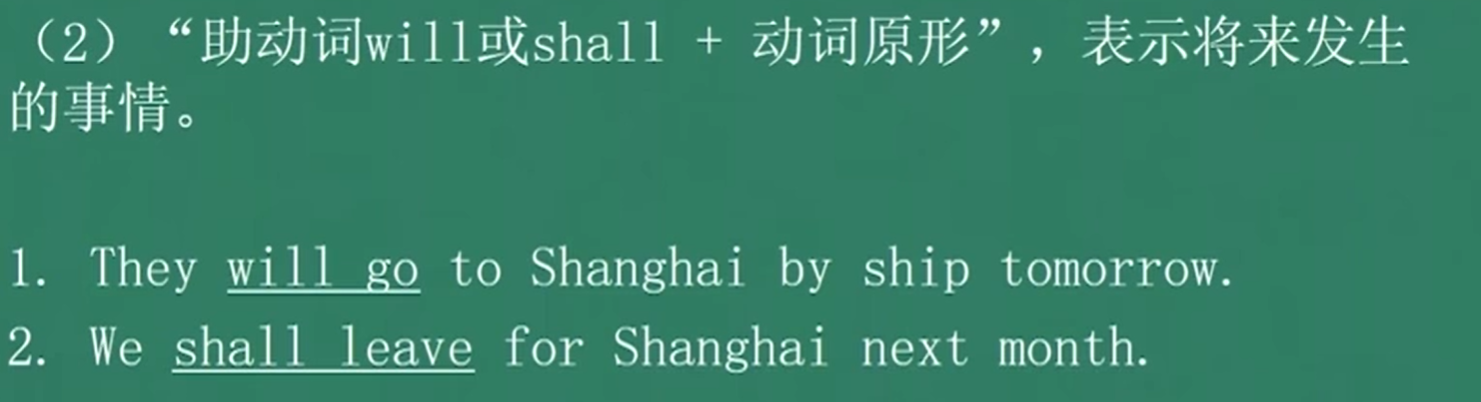 （2）“助动词will或shall + 动词原形”，表示将来发生
的事情。
1. They will go to Shanghai by ship tomorrow.
2. We shall leave for Shanghai next month.